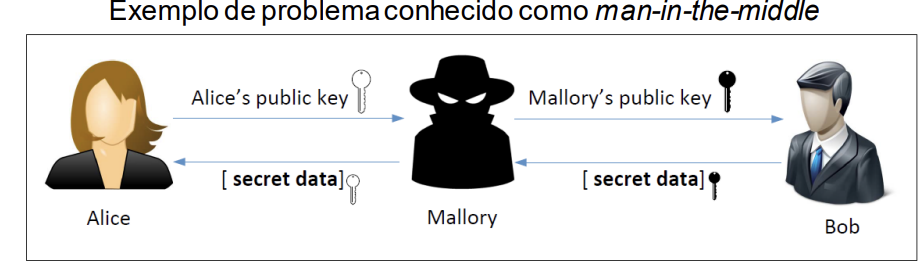 Exemplo de problema conhecido como man-in-the-middle
Alice's public key
Mallory's public key
[ secret data]
[ secret data]
Alice
Mallory
Bob